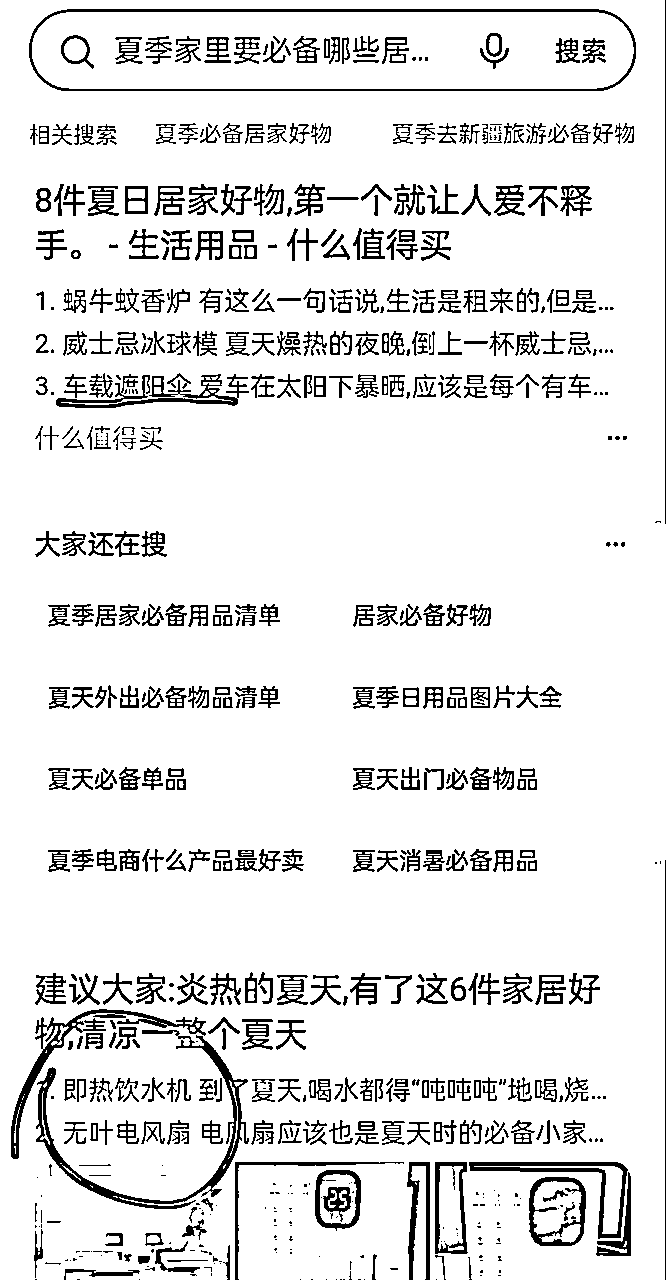 夏季家里要必备哪些居... 搜索
相关搜索 夏季必备居家好物 夏季去新疆旅游必备好物
8件夏日居家好物,第一个就让人爱不释
手。 - 生活用品 - 什么值得买
1. 蜗牛蚊香炉 有这么一句话说,生活是租来的,但是...
2. 威士忌冰球模 夏天燥热的夜晚,倒上一杯威士忌,...
3. 车载遮阳伞 爱车在太阳下暴晒,应该是每个有车...
什么值得买
大家还在搜
夏季居家必备用品清单 居家必备好物
夏天外出必备物品清单 夏季日用品图片大全
夏天必备单品 夏天出门必备物品
夏季电商什么产品最好卖 夏天消暑必备用品
建议大家:炎热的夏天,有了这6件家居好
物,清凉一整个夏天
1. 即热饮水机 到了夏天,喝水都得“吨吨吨”地喝,烧...
2. 无叶电风扇 电风扇应该也是夏天时的必备小家...
25